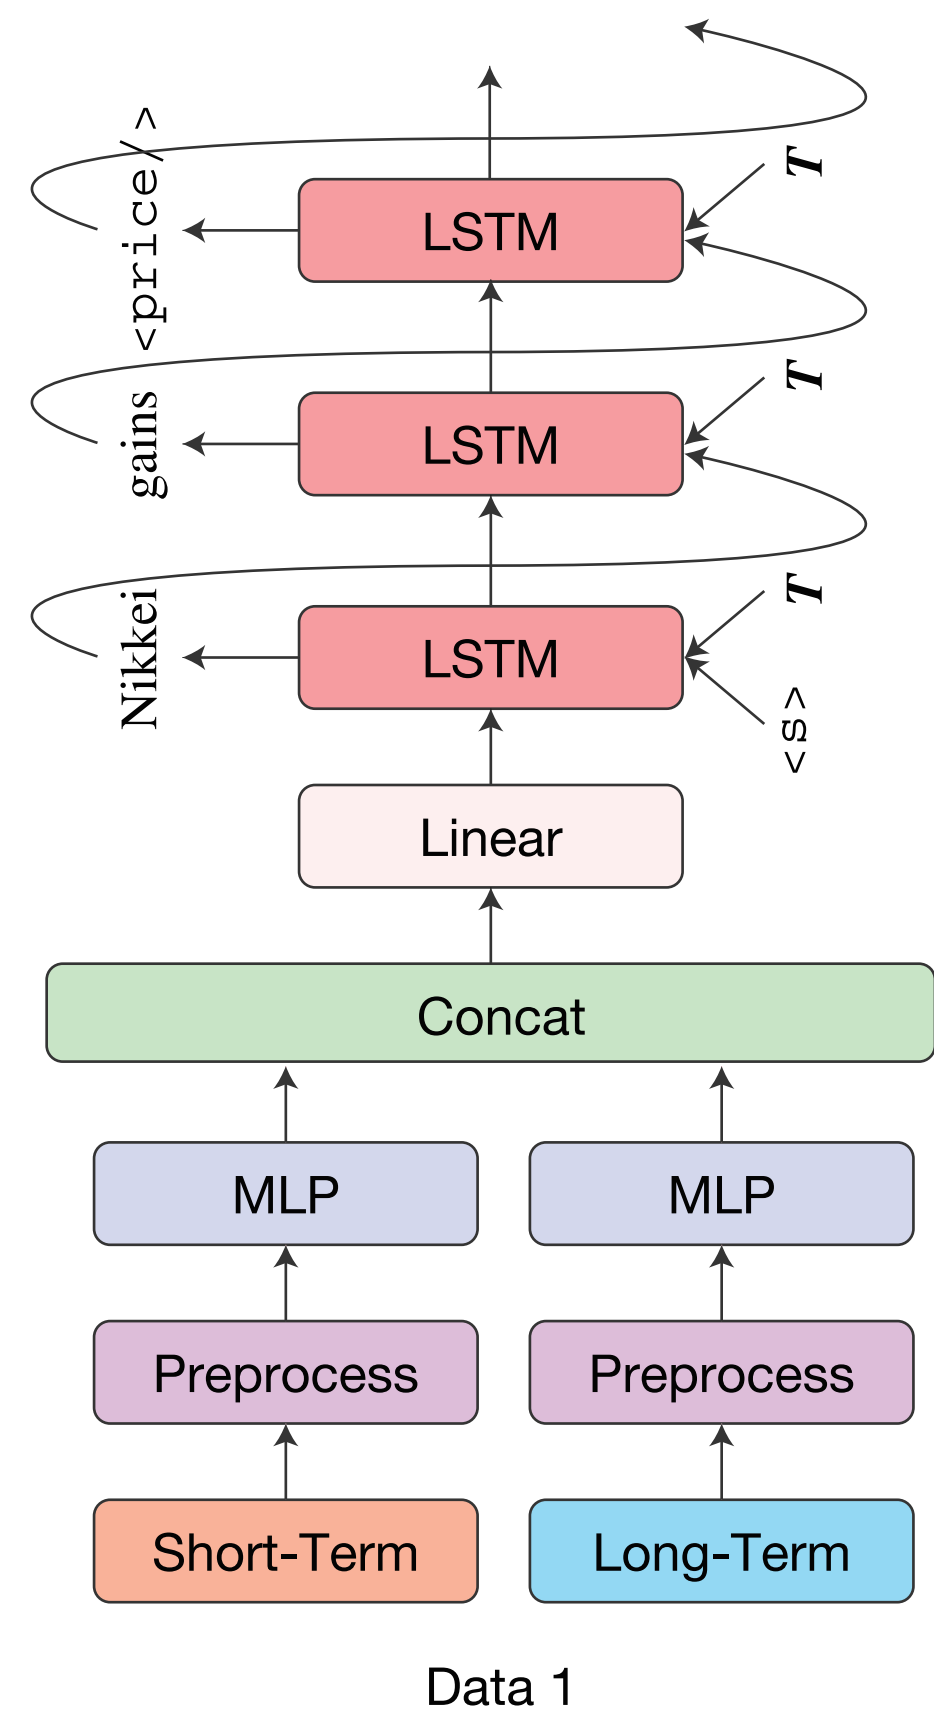 T
<price/>
LSTM
T
gains
LSTM
T
Nikkei
LSTM
<s>
Linear
Concat
MLP
MLP
Preprocess
Preprocess
Short-Term
Long-Term
Data 1